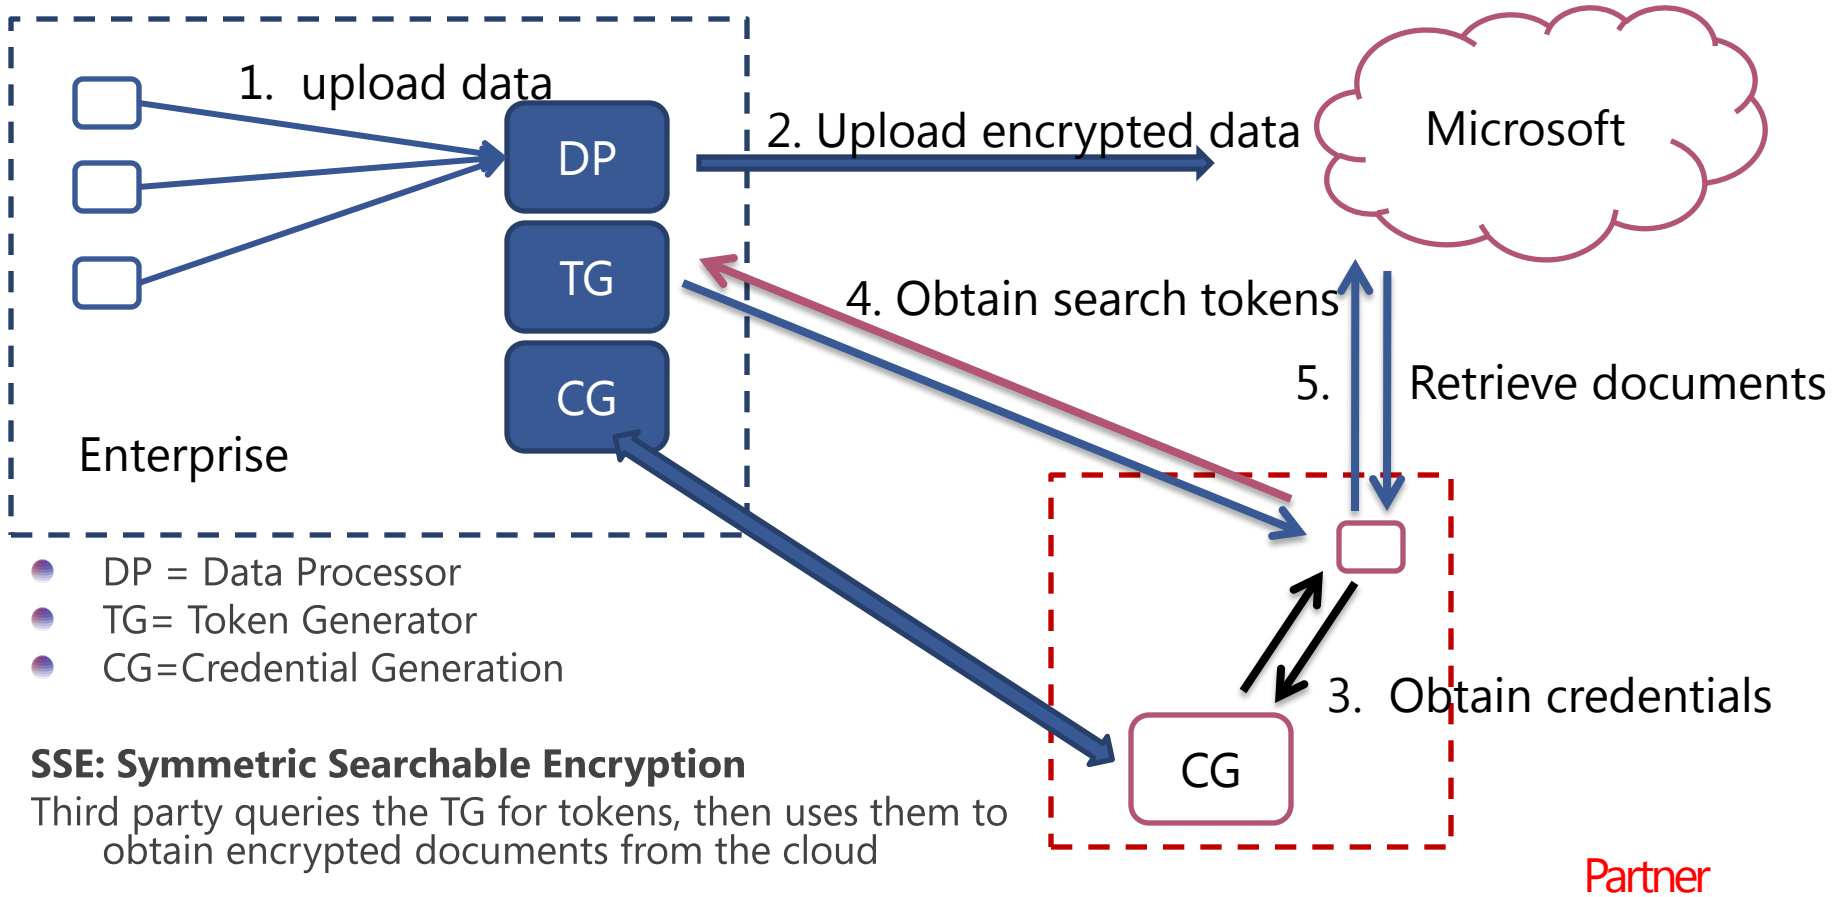 1. upload data
DP
2. Upload encrypted data
Microsoft
TG
4. Obtain search tokens
CG
5. Retrieve documents
Enterprise
DP = Data Processor
TG= Token Generator
CG=Credential Generation
3. Obtain credentials
CG
SSE: Symmetric Searchable Encryption
Third party queries the TG for tokens, then uses them to
obtain encrypted documents from the cloud
Partner